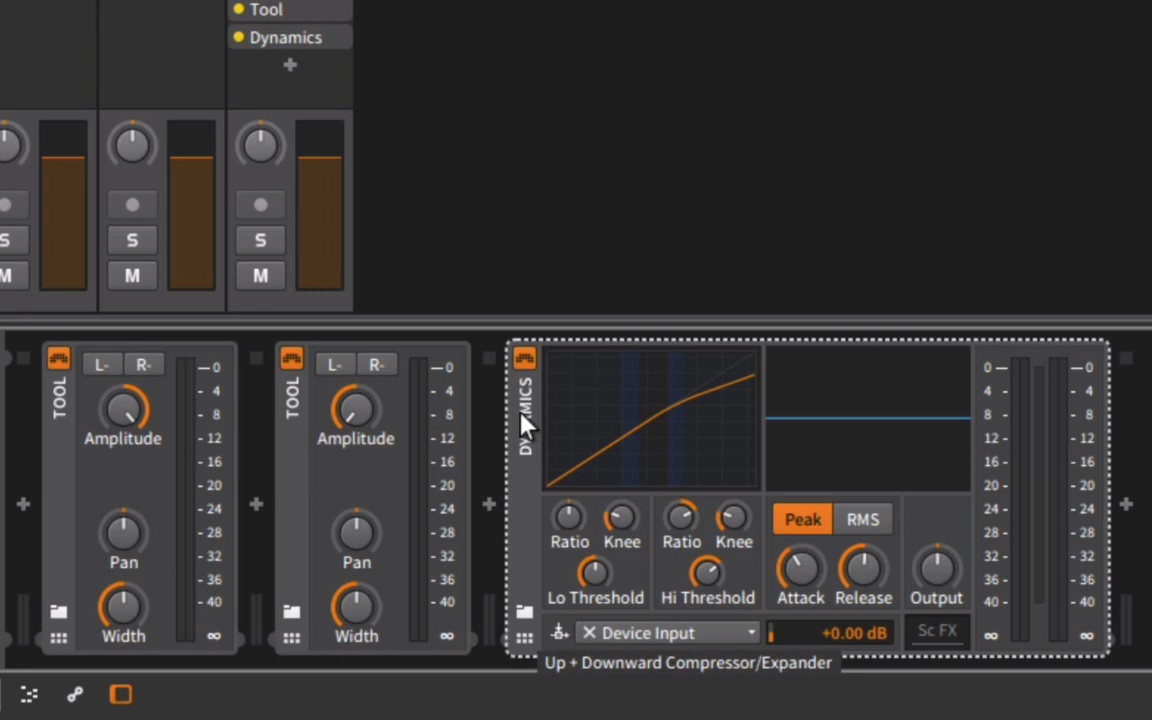 Tool
Dynamics
S S S
M M M
TOOL
L- R-
Amplitude
Pan
Width
0
4
8
12
16
20
24
28
32
36
40
∞
TOOL
L- R-
Amplitude
Pan
Width
0
4
8
12
16
20
24
28
32
36
40
∞
Ratio Knee Ratio Knee
Lo Threshold Hi Threshold
Peak RMS
Attack Release Output
Device Input +0.00 dB Sc FX
0 0
4 4
8 8
12 12
16 16
20 20
24 24
28 28
32 32
36 36
40 40
∞ ∞
Up + Downward Compressor/Expander